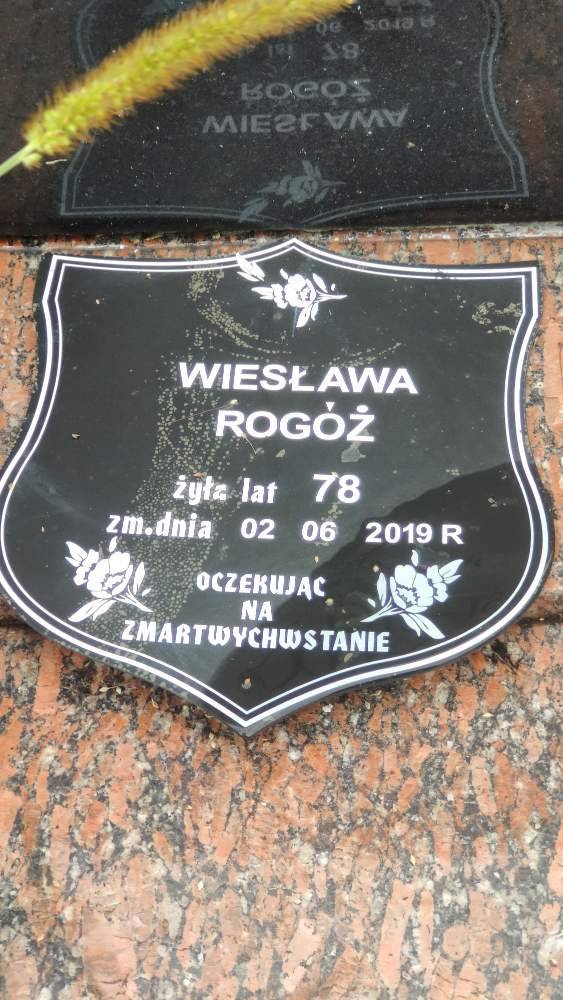 WIESŁAWA
ROGÓŻ
żyła lat 78
zm.dnia 02 06 2019 R
OCZEKUJĄC
NA
ZMARTWYCHWSTANIE